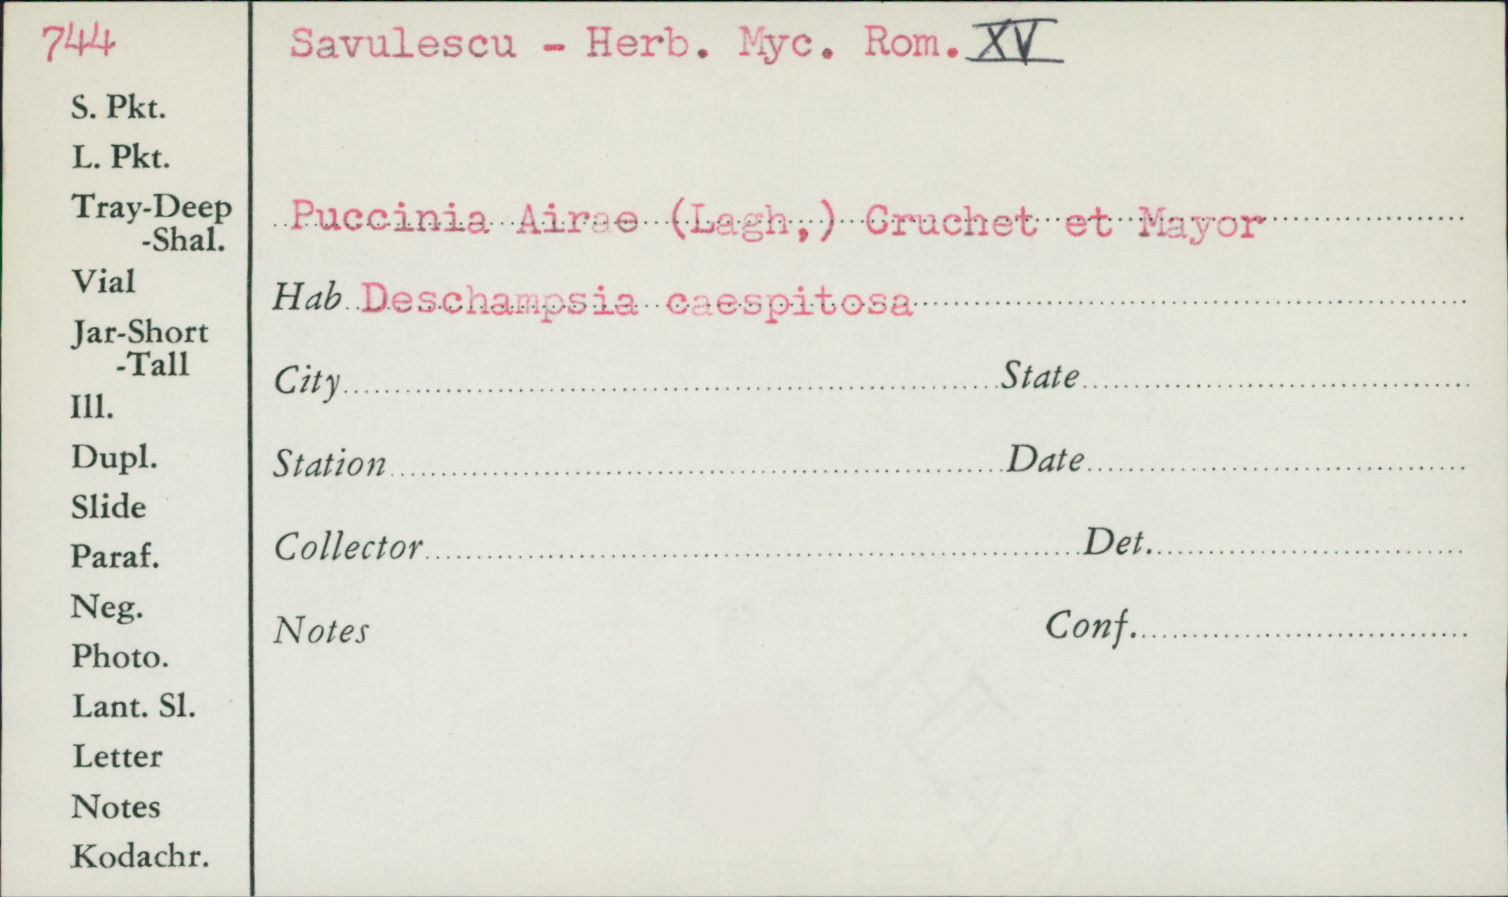 744
Savulescu - Herb. Myc. Rom. XV
S. Pkt.
L. Pkt.
Tray-Deep
-Shal.
Vial
Jar-Short
-Tall
Ill.
Dupl.
Slide
Paraf.
Neg.
Photo.
Lant. Sl.
Letter
Notes
Kodachr.
Puccinia Airae (Lagh,) Cruchet et Mayor
Hab Deschampsia caespitosa
City State
Station Date
Collector Det.
Notes Conf.